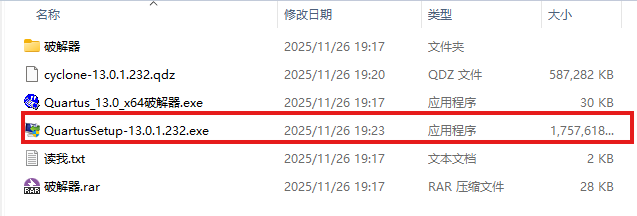 名称 修改日期 类型 大小
破解器 2025/11/26 19:17 文件夹
cyclone-13.0.1.232.qdz 2025/11/26 19:20 QDZ 文件 587,282 KB
Quartus_13.0_x64破解器.exe 2025/11/26 19:17 应用程序 30 KB
QuartusSetup-13.0.1.232.exe 2025/11/26 19:23 应用程序 1,757,618...
读我.txt 2025/11/26 19:17 文本文档 2 KB
RAR 破解器.rar 2025/11/26 19:17 RAR 压缩文件 28 KB